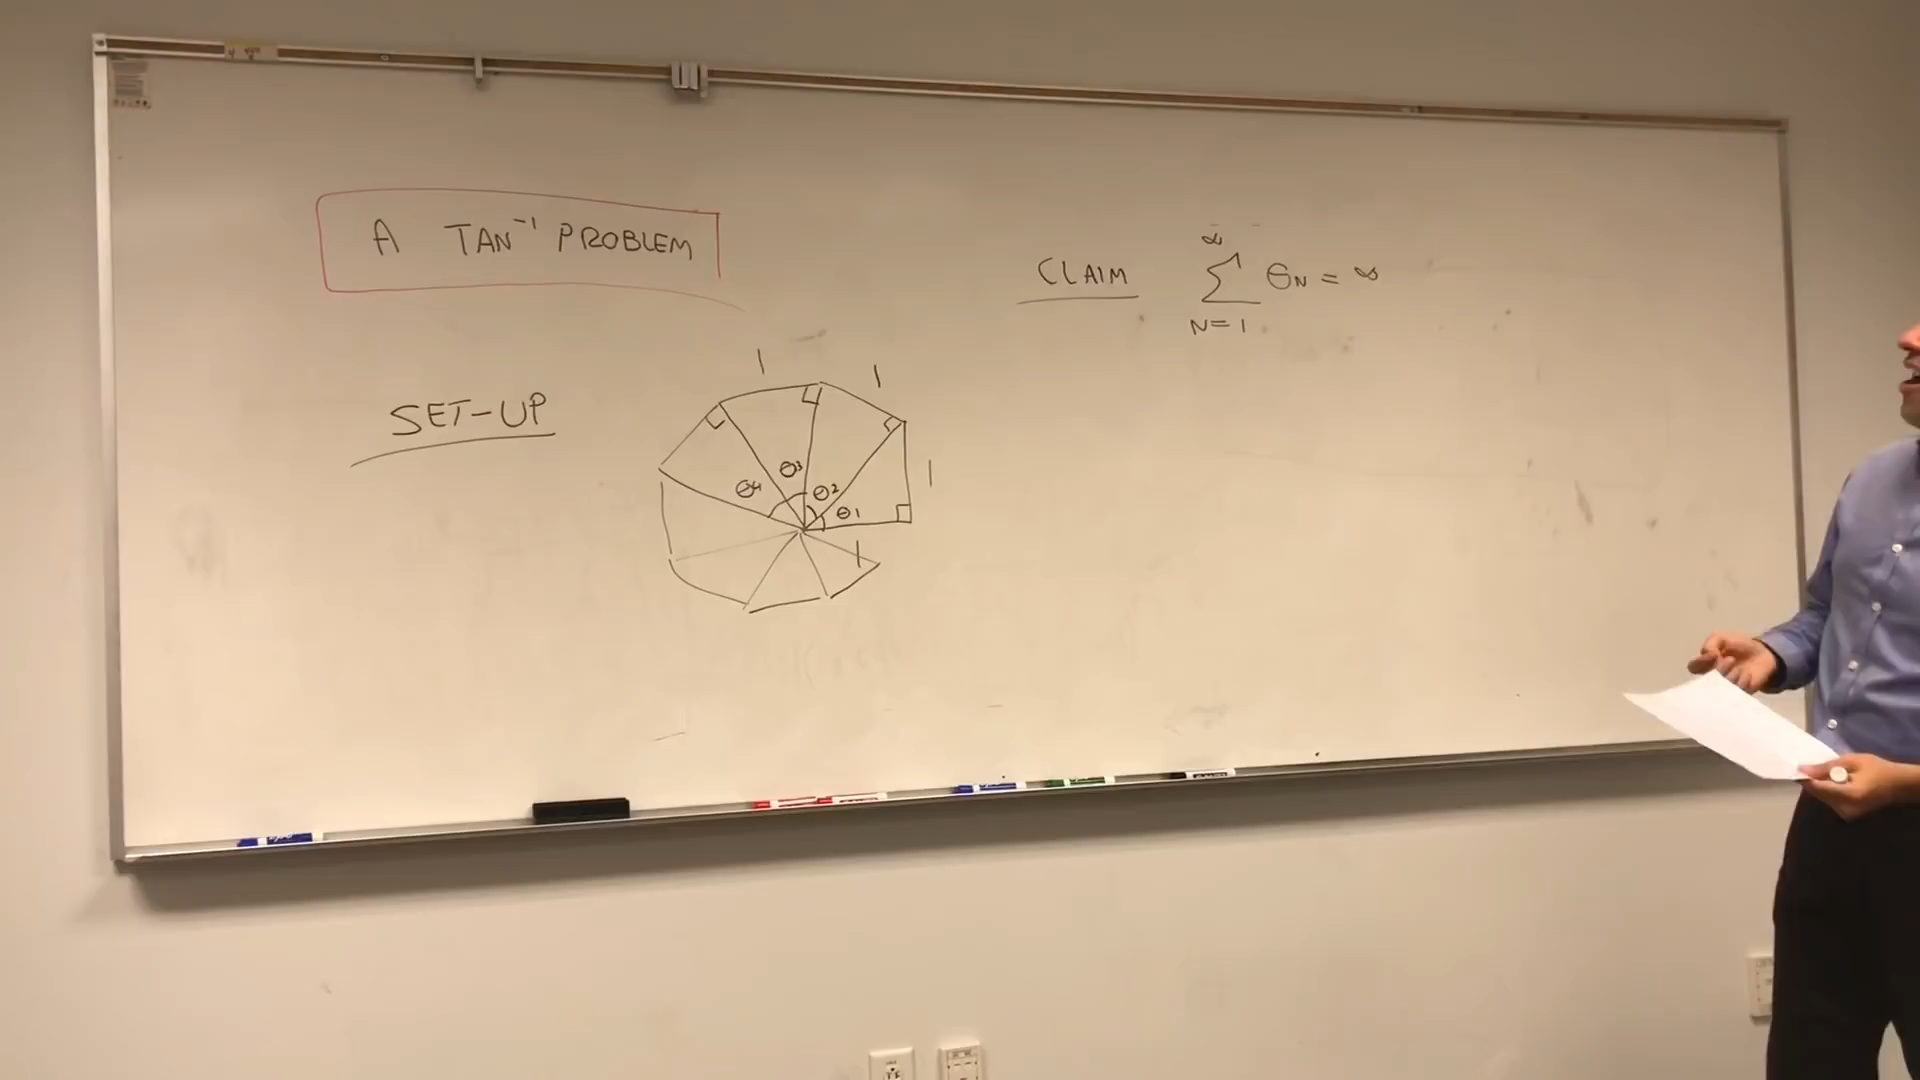 A TAN⁻¹ PROBLEM
SET-UP
1
1
1
1
θ1
θ2
θ3
θ4
CLAIM ∑_{N=1}^{∞} θ_N = ∞